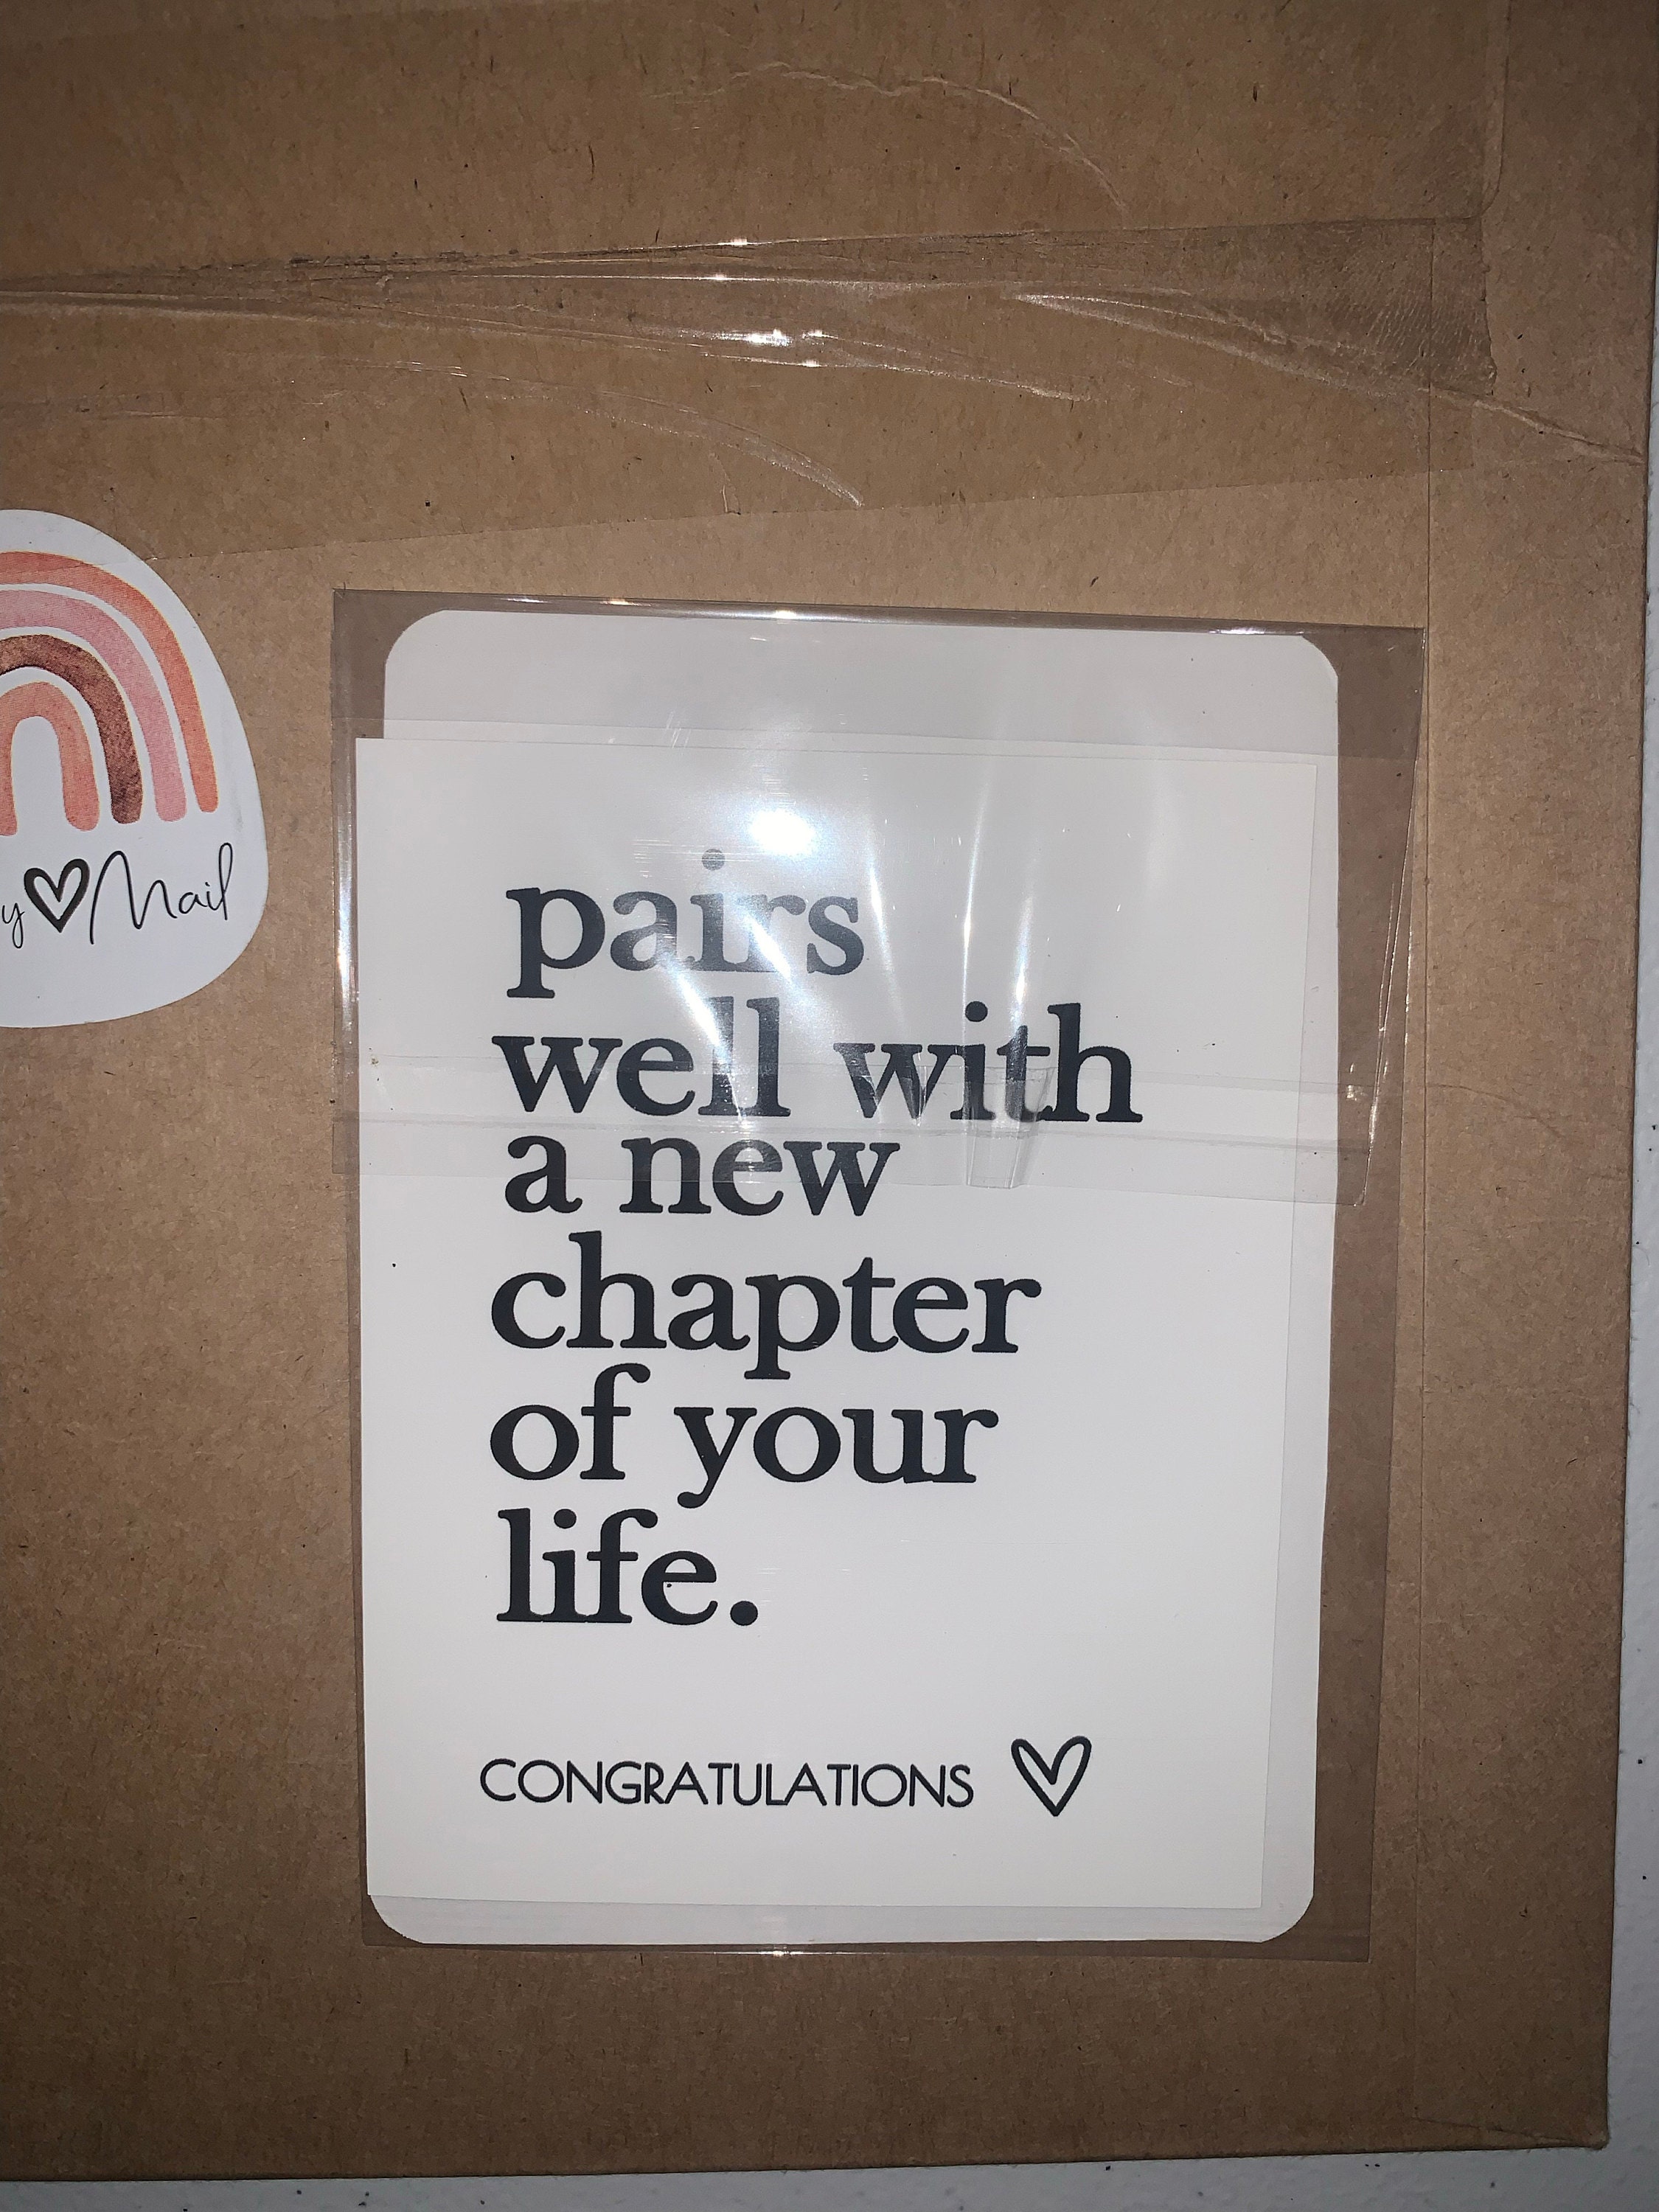 y♡Mail
pairs
well with
a new
chapter
of your
life.
CONGRATULATIONS ♡